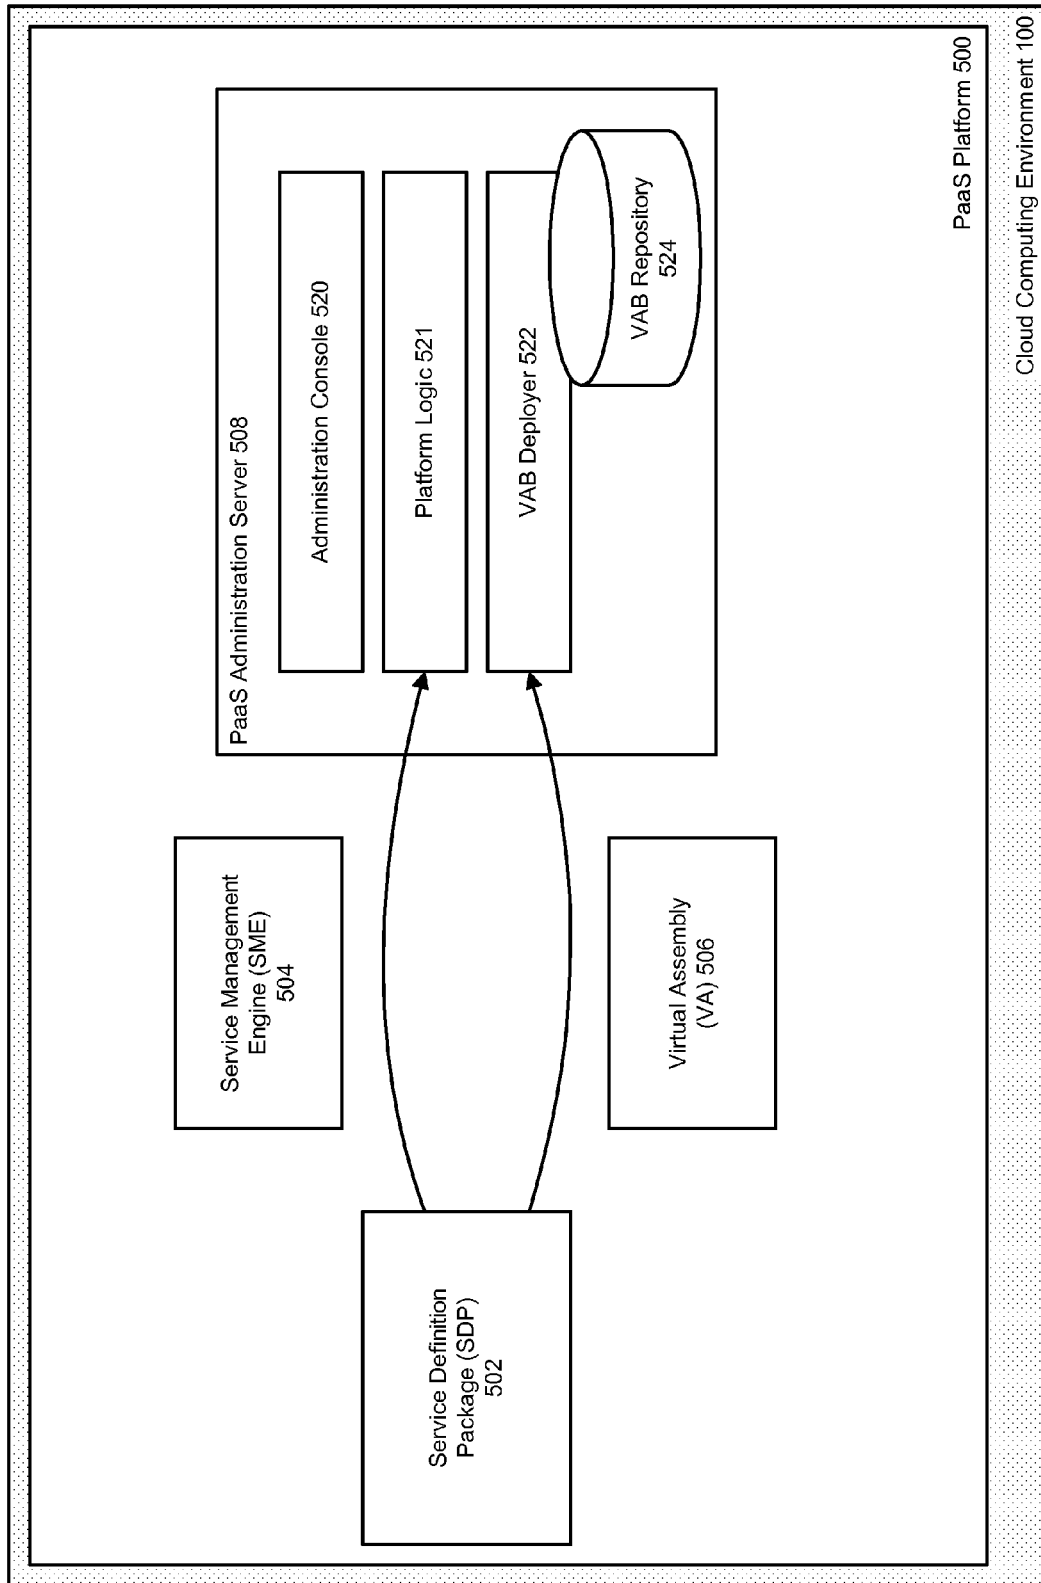 PaaS Administration Server 508
Administration Console 520
Platform Logic 521
VAB Deployer 522
VAB Repository
524
Service Management
Engine (SME)
504
Service Definition
Package (SDP)
502
Virtual Assembly
(VA) 506
PaaS Platform 500
Cloud Computing Environment 100